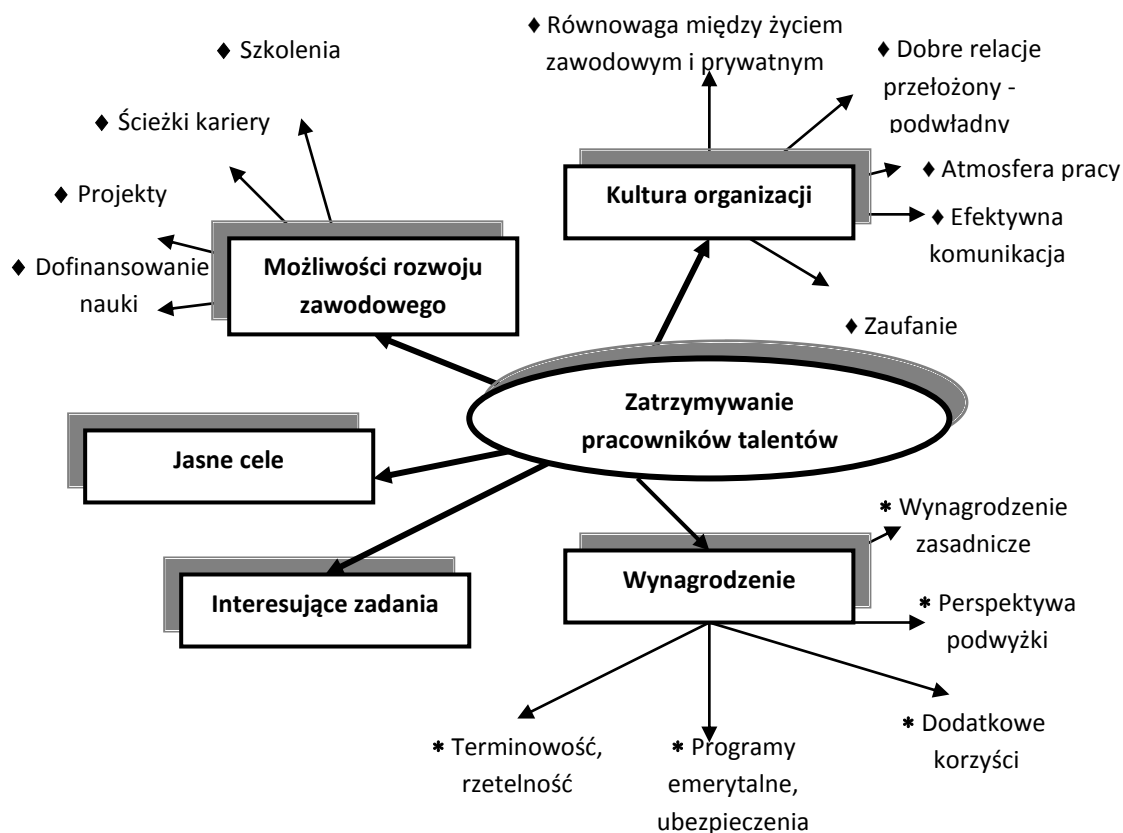 ♦ Szkolenia
♦ Ścieżki kariery
♦ Projekty
♦ Dofinansowanie
nauki
Możliwości rozwoju
zawodowego
♦ Równowaga między życiem
zawodowym i prywatnym
♦ Dobre relacje
przełożony -
podwładny
♦ Atmosfera pracy
♦ Efektywna
komunikacja
♦ Zaufanie
Kultura organizacji
Zatrzymywanie
pracowników talentów
Jasne cele
Interesujące zadania
Wynagrodzenie
* Wynagrodzenie
zasadnicze
* Perspektywa
podwyżki
* Dodatkowe
korzyści
* Programy
emerytalne,
ubezpieczenia
* Terminowość,
rzetelność